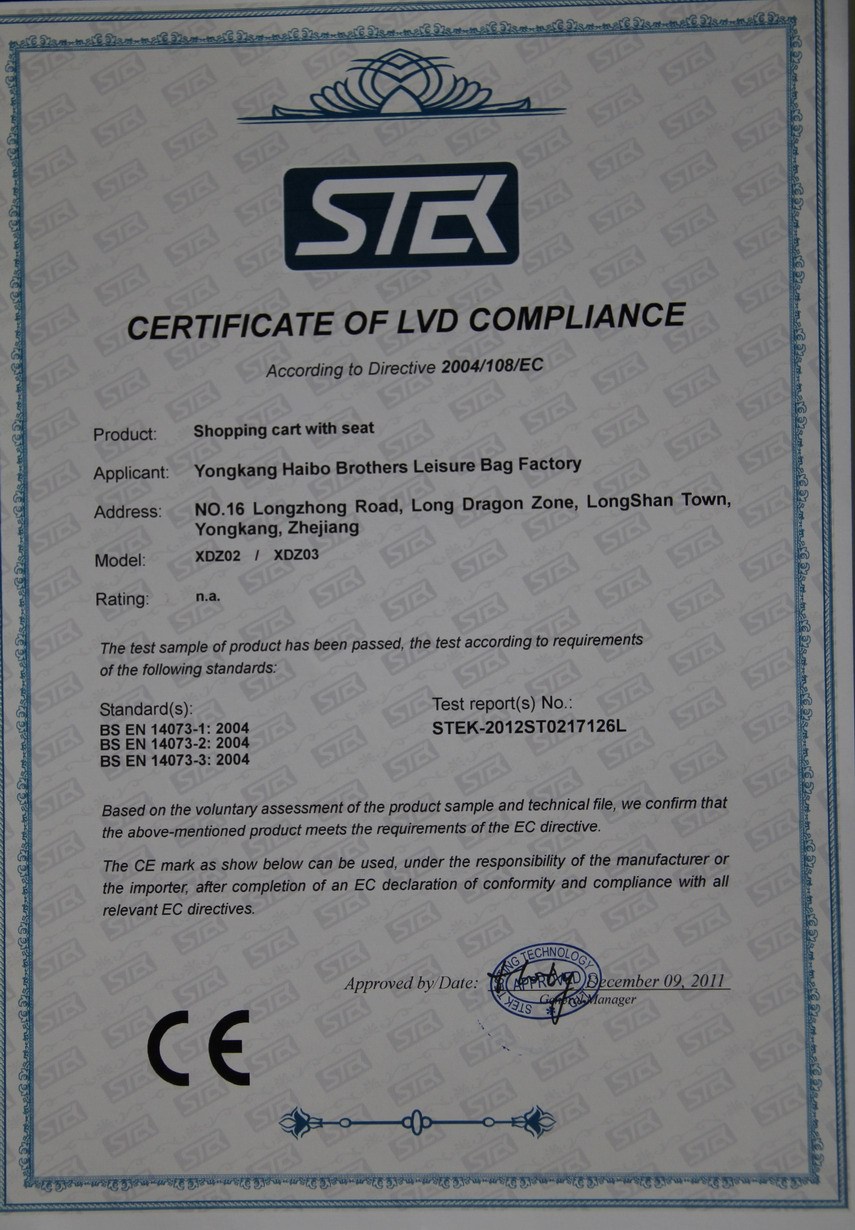 STEK
CERTIFICATE OF LVD COMPLIANCE
According to Directive 2004/108/EC
Product: Shopping cart with seat
Applicant: Yongkang Haibo Brothers Leisure Bag Factory
Address: NO.16 Longzhong Road, Long Dragon Zone, LongShan Town,
Yongkang, Zhejiang
Model: XDZ02 / XDZ03
Rating: n.a.
The test sample of product has been passed, the test according to requirements
of the following standards:
Standard(s): Test report(s) No.:
BS EN 14073-1: 2004 STEK-2012ST0217126L
BS EN 14073-2: 2004
BS EN 14073-3: 2004
Based on the voluntary assessment of the product sample and technical file, we confirm that
the above-mentioned product meets the requirements of the EC directive.
The CE mark as show below can be used, under the responsibility of the manufacturer or
the importer, after completion of an EC declaration of conformity and compliance with all
relevant EC directives.
STEK TESTING TECHNOLOGY
APPROVED
Approved by/Date: December 09, 2011
General Manager
CE